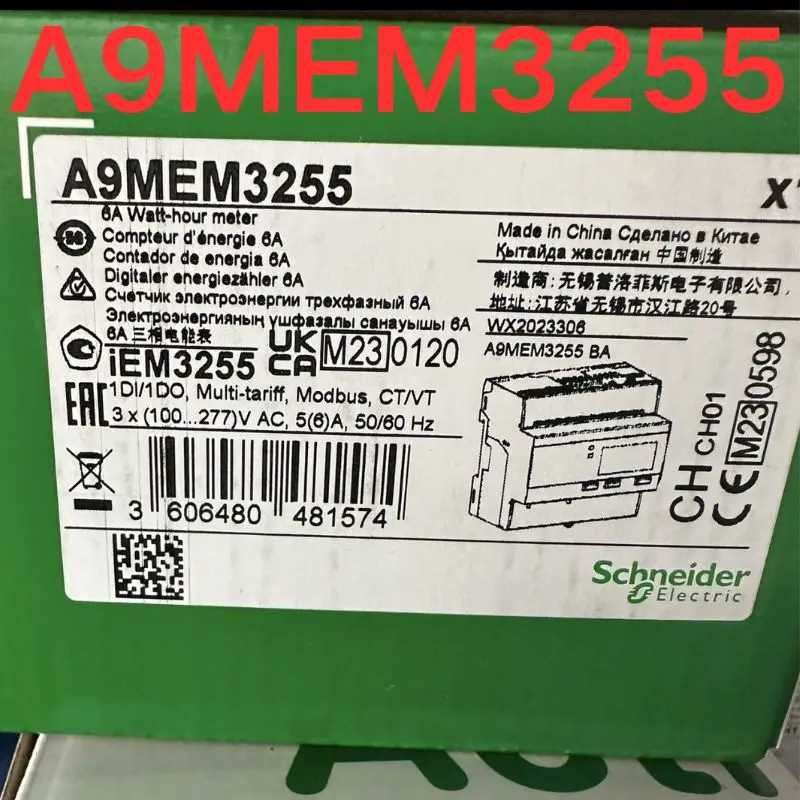 A9MEM3255
A9MEM3255
6A Watt-hour meter
Compteur d'énergie 6A
Contador de energia 6A
Digitaler energiezähler 6A
Счетчик электроэнергии трехфазный 6A
Электроэнергияның үшфазалы санауышы 6A
6A 三相电能表
iEM3255 UK CA M23 0120
1DI/1DO, Multi-tariff, Modbus, CT/VT
3 x (100...277)V AC, 5(6)A, 50/60 Hz
EAC
3 606480 481574
Made in China Сделано в Китае
Қытайда жасалған 中国制造
制造商:无锡普洛菲斯电子有限公司,
地址:江苏省无锡市汉江路20号
WX2023306
A9MEM3255 BA
CH CH01
CE M23 0598
Schneider
Electric